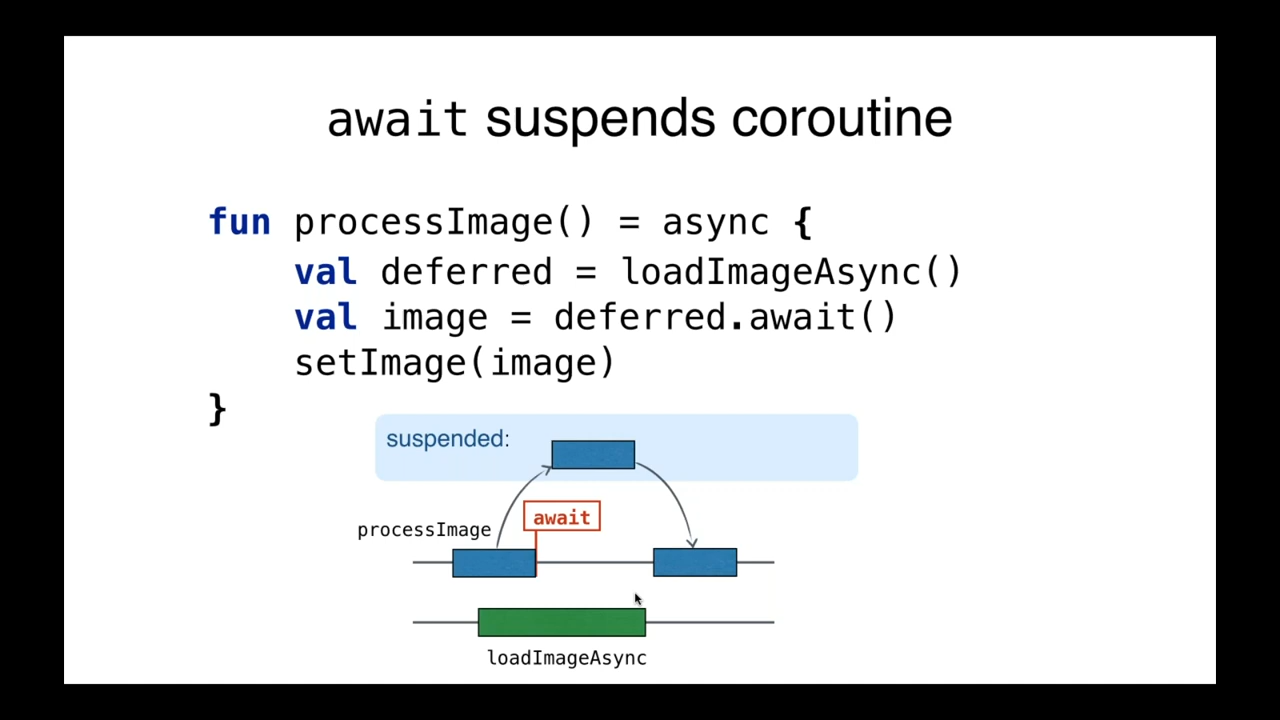 await suspends coroutine
fun processImage() = async {
    val deferred = loadImageAsync()
    val image = deferred.await()
    setImage(image)
}
suspended:
await
processImage
loadImageAsync